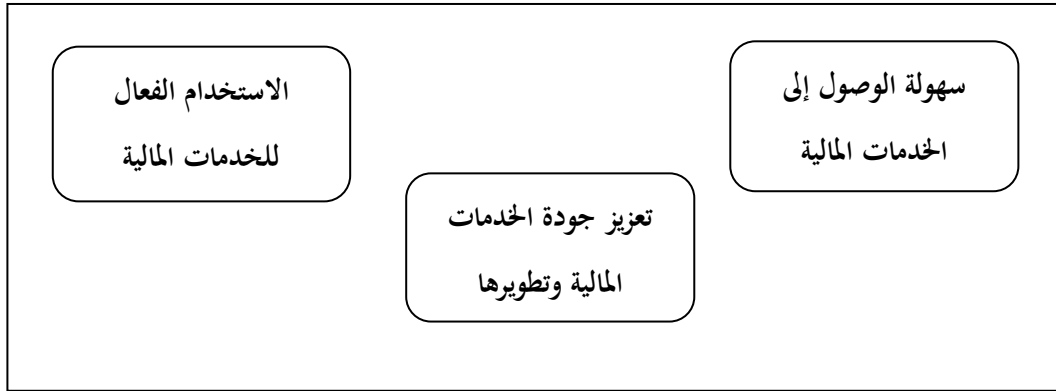 سهولة الوصول إلى
الخدمات المالية
الاستخدام الفعال
للخدمات المالية
تعزيز جودة الخدمات
المالية وتطويرها